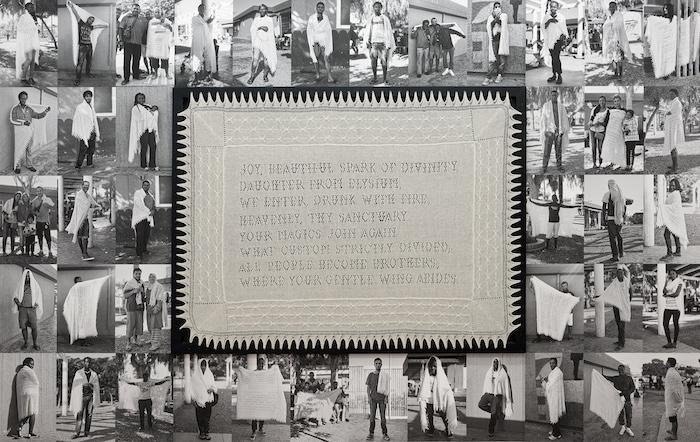 JOY, BEAUTIFUL SPARK OF DIVINITY
DAUGHTER FROM ELYSIUM,
WE ENTER DRUNK WITH FIRE,
HEAVENLY, THY SANCTUARY
YOUR MAGICS JOIN AGAIN
WHAT CUSTOM STRICTLY DIVIDED,
ALL PEOPLE BECOME BROTHERS,
WHERE YOUR GENTLE WING ABIDES.